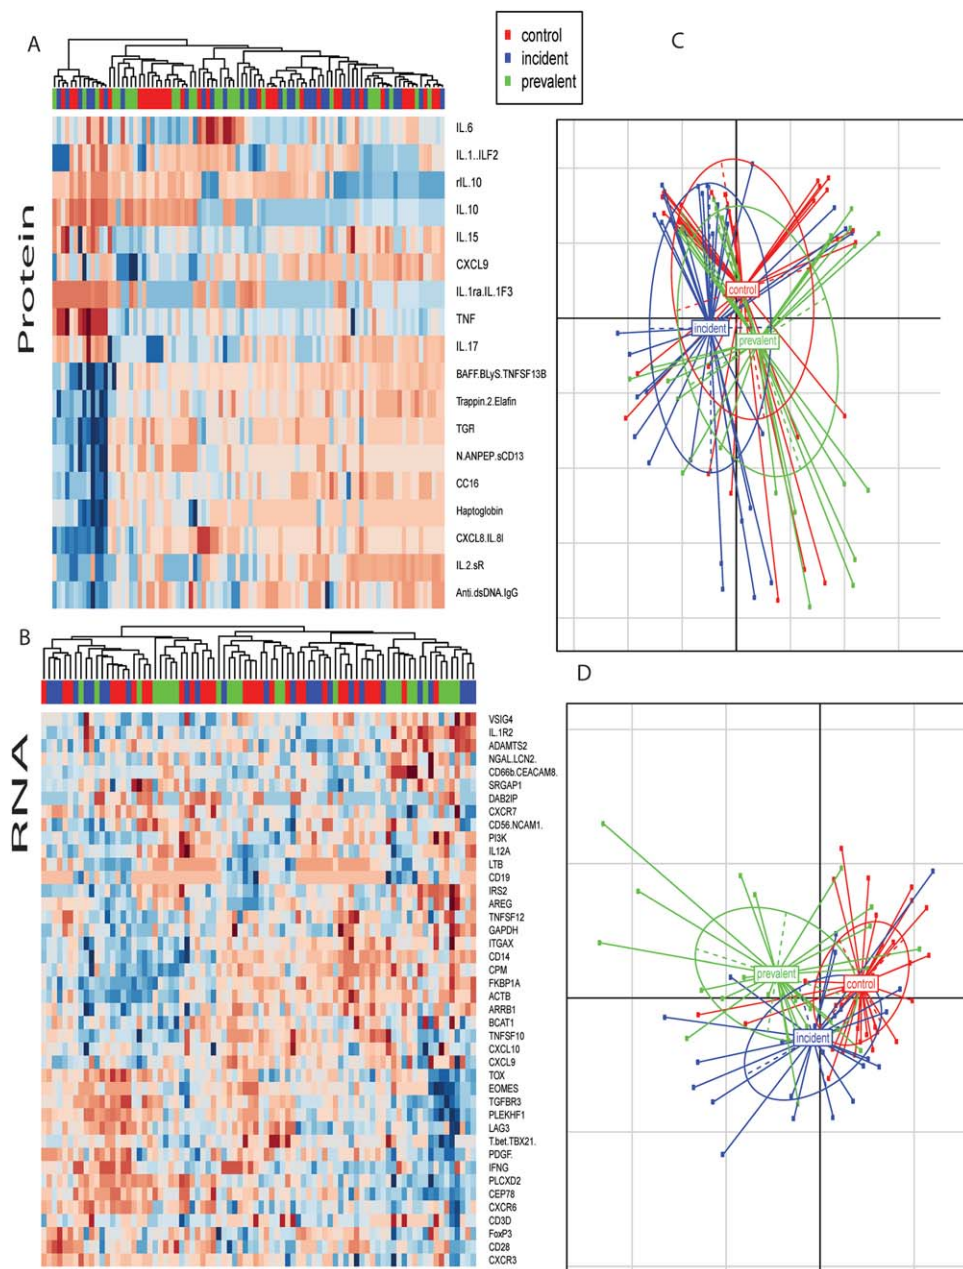 A
control
incident
prevalent
C
Protein
IL.6
IL.1..ILF2
rIL.10
IL.10
IL.15
CXCL9
IL.1ra.IL.1F3
TNF
IL.17
BAFF.BLyS.TNFSF13B
Trappin.2.Elafin
TGR
N.ANPEP.sCD13
CC16
Haptoglobin
CXCL8.IL.8I
IL.2.sR
Anti.dsDNA.IgG
control
incident
prevalent
B
RNA
VSIG4
IL.1R2
ADAMTS2
NGAL.LCN2.
CD66b.CEACAM8.
SRGAP1
DAB2IP
CXCR7
CD56.NCAM1.
PI3K
IL12A
LTB
CD19
IRS2
AREG
TNFSF12
GAPDH
ITGAX
CD14
CPM
FKBP1A
ACTB
ARRB1
BCAT1
TNFSF10
CXCL10
CXCL9
TOX
EOMES
TGFBR3
PLEKHF1
LAG3
T.bet.TBX21.
PDGF.
IFNG
PLCXD2
CEP78
CXCR6
CD3D
FoxP3
CD28
CXCR3
D
prevalent
control
incident